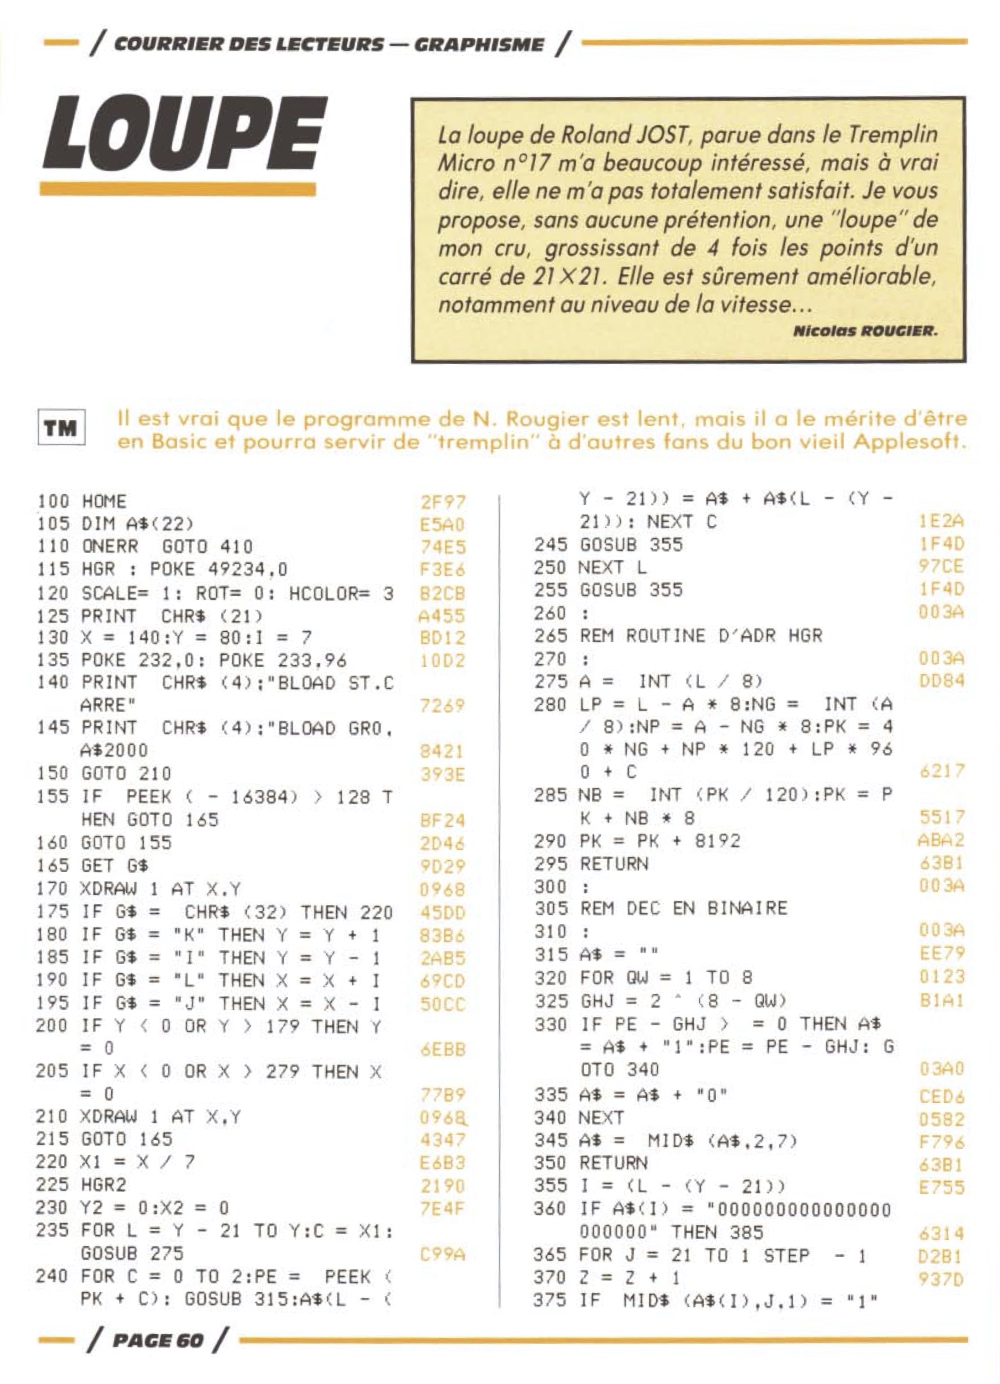 / COURRIER DES LECTEURS — GRAPHISME /
LOUPE
La loupe de Roland JOST, parue dans le Tremplin
Micro n°17 m'a beaucoup intéressé, mais à vrai
dire, elle ne m'a pas totalement satisfait. Je vous
propose, sans aucune prétention, une "loupe" de
mon cru, grossissant de 4 fois les points d'un
carré de 21×21. Elle est sûrement améliorable,
notamment au niveau de la vitesse...
Nicolas ROUGIER.
TM
Il est vrai que le programme de N. Rougier est lent, mais il a le mérite d'être
en Basic et pourra servir de "tremplin" à d'autres fans du bon vieil Applesoft.
100 HOME 2F97
105 DIM A$(22) E5A0
110 ONERR GOTO 410 74E5
115 HGR : POKE 49234,0 F3E6
120 SCALE= 1: ROT= 0: HCOLOR= 3 B2CB
125 PRINT CHR$ (21) A455
130 X = 140:Y = 80:I = 7 BD12
135 POKE 232,0: POKE 233,96 10D2
140 PRINT CHR$ (4);"BLOAD ST.C
ARRE" 7269
145 PRINT CHR$ (4);"BLOAD GRO,
A$2000 8421
150 GOTO 210 393E
155 IF PEEK ( - 16384) > 128 T
HEN GOTO 165 BF24
160 GOTO 155 2D46
165 GET G$ 9D29
170 XDRAW 1 AT X,Y 0968
175 IF G$ = CHR$ (32) THEN 220 45DD
180 IF G$ = "K" THEN Y = Y + 1 83B6
185 IF G$ = "I" THEN Y = Y - 1 2AB5
190 IF G$ = "L" THEN X = X + I 69CD
195 IF G$ = "J" THEN X = X - I 50CC
200 IF Y < 0 OR Y > 179 THEN Y
= 0 6EBB
205 IF X < 0 OR X > 279 THEN X
= 0 77B9
210 XDRAW 1 AT X,Y 0968
215 GOTO 165 4347
220 X1 = X / 7 E6B3
225 HGR2 2190
230 Y2 = 0:X2 = 0 7E4F
235 FOR L = Y - 21 TO Y:C = X1:
GOSUB 275 C99A
240 FOR C = 0 TO 2:PE = PEEK (
PK + C): GOSUB 315:A$(L - (
Y - 21)) = A$ + A$(L - (Y -
21)): NEXT C 1E2A
245 GOSUB 355 1F4D
250 NEXT L 97CE
255 GOSUB 355 1F4D
260 : 003A
265 REM ROUTINE D'ADR HGR
270 : 003A
275 A = INT (L / 8) DD84
280 LP = L - A * 8:NG = INT (A
/ 8):NP = A - NG * 8:PK = 4
0 * NG + NP * 120 + LP * 96
0 + C 6217
285 NB = INT (PK / 120):PK = P
K + NB * 8 5517
290 PK = PK + 8192 ABA2
295 RETURN 63B1
300 : 003A
305 REM DEC EN BINAIRE
310 : 003A
315 A$ = "" EE79
320 FOR QW = 1 TO 8 0123
325 GHJ = 2 ^ (8 - QW) B1A1
330 IF PE - GHJ > = 0 THEN A$
= A$ + "1":PE = PE - GHJ: G
OTO 340 03A0
335 A$ = A$ + "0" CED6
340 NEXT 0582
345 A$ = MID$ (A$,2,7) F796
350 RETURN 63B1
355 I = (L - (Y - 21)) E755
360 IF A$(I) = "000000000000000
000000" THEN 385 6314
365 FOR J = 21 TO 1 STEP - 1 D2B1
370 Z = Z + 1 937D
375 IF MID$ (A$(I),J,1) = "1"
/ PAGE 60 /